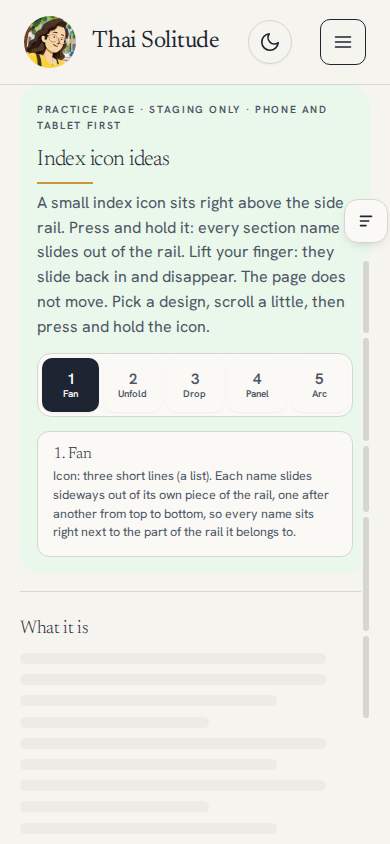 Thai Solitude
PRACTICE PAGE · STAGING ONLY · PHONE AND
TABLET FIRST
Index icon ideas
A small index icon sits right above the side
rail. Press and hold it: every section name
slides out of the rail. Lift your finger: they
slide back in and disappear. The page does
not move. Pick a design, scroll a little, then
press and hold the icon.
1 2 3 4 5
Fan Unfold Drop Panel Arc
1. Fan
Icon: three short lines (a list). Each name slides
sideways out of its own piece of the rail, one after
another from top to bottom, so every name sits
right next to the part of the rail it belongs to.
What it is